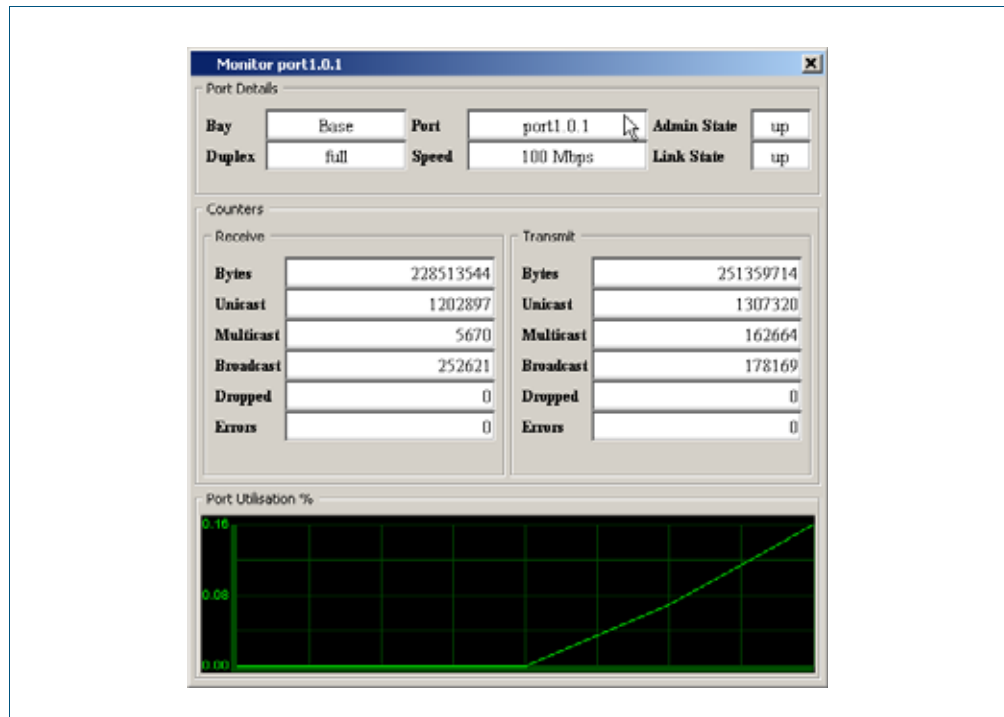 Monitor port1.0.1
Port Details
Bay Base Port port1.0.1 Admin State up
Duplex full Speed 100 Mbps Link State up
Counters
Receive
Bytes 228513544
Unicast 1202897
Multicast 5670
Broadcast 252621
Dropped 0
Errors 0
Transmit
Bytes 251359714
Unicast 1307320
Multicast 162664
Broadcast 178169
Dropped 0
Errors 0
Port Utilisation %
0.16
0.08
0.00